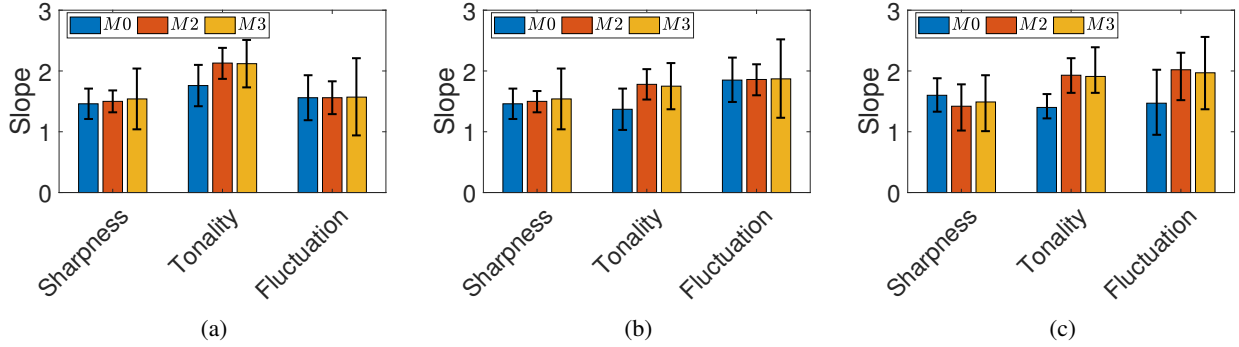 3
2
1
0
Slope
M0 M2 M3
Sharpness
Tonality
Fluctuation
(a)
3
2
1
0
Slope
M0 M2 M3
Sharpness
Tonality
Fluctuation
(b)
3
2
1
0
Slope
M0 M2 M3
Sharpness
Tonality
Fluctuation
(c)